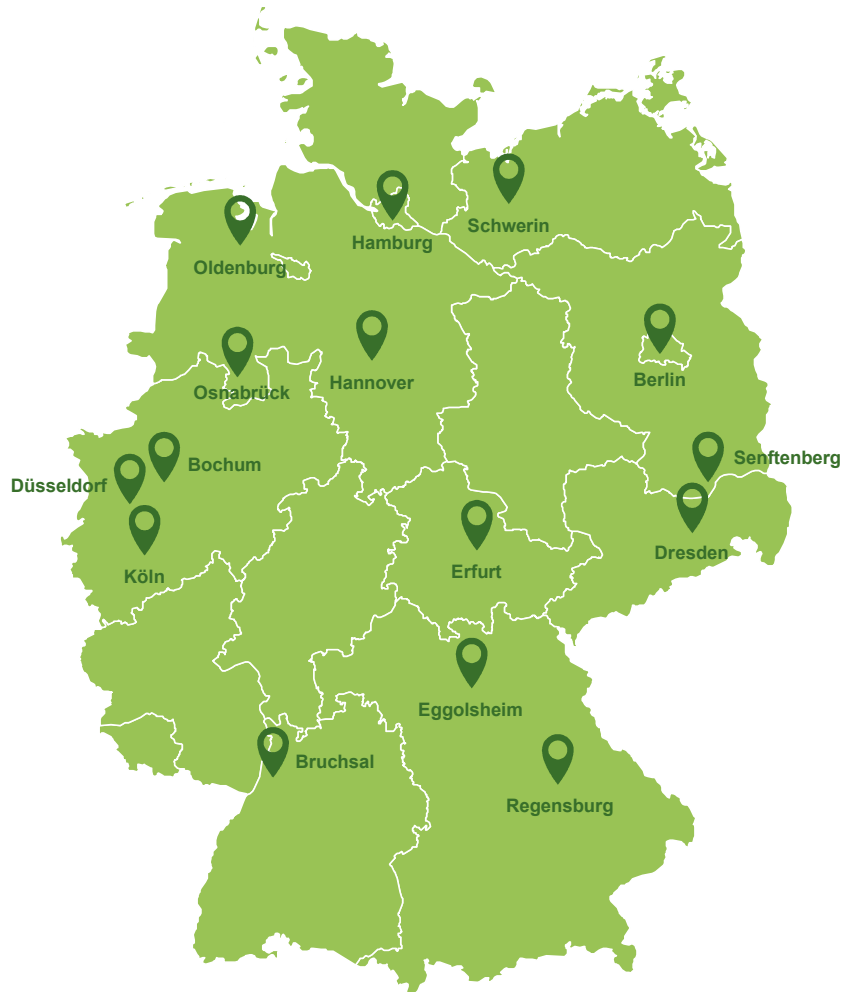 Schwerin
Hamburg
Oldenburg
Berlin
Hannover
Osnabrück
Senftenberg
Bochum
Düsseldorf
Dresden
Erfurt
Köln
Eggolsheim
Bruchsal
Regensburg